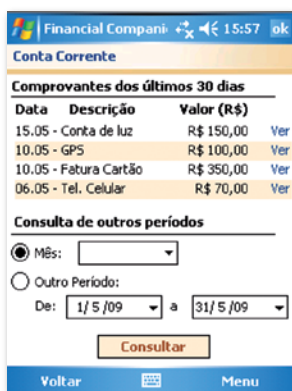 Financial Compani 15:57 ok
Conta Corrente
Comprovantes dos últimos 30 dias
Data Descrição Valor (R$)
15.05 - Conta de luz R$ 150,00 Ver
10.05 - GPS R$ 100,00 Ver
10.05 - Fatura Cartão R$ 350,00 Ver
06.05 - Tel. Celular R$ 70,00 Ver
Consulta de outros períodos
Mês:
Outro Período:
De: 1/ 5 /09 a 31/ 5 /09
Consultar
Voltar Menu